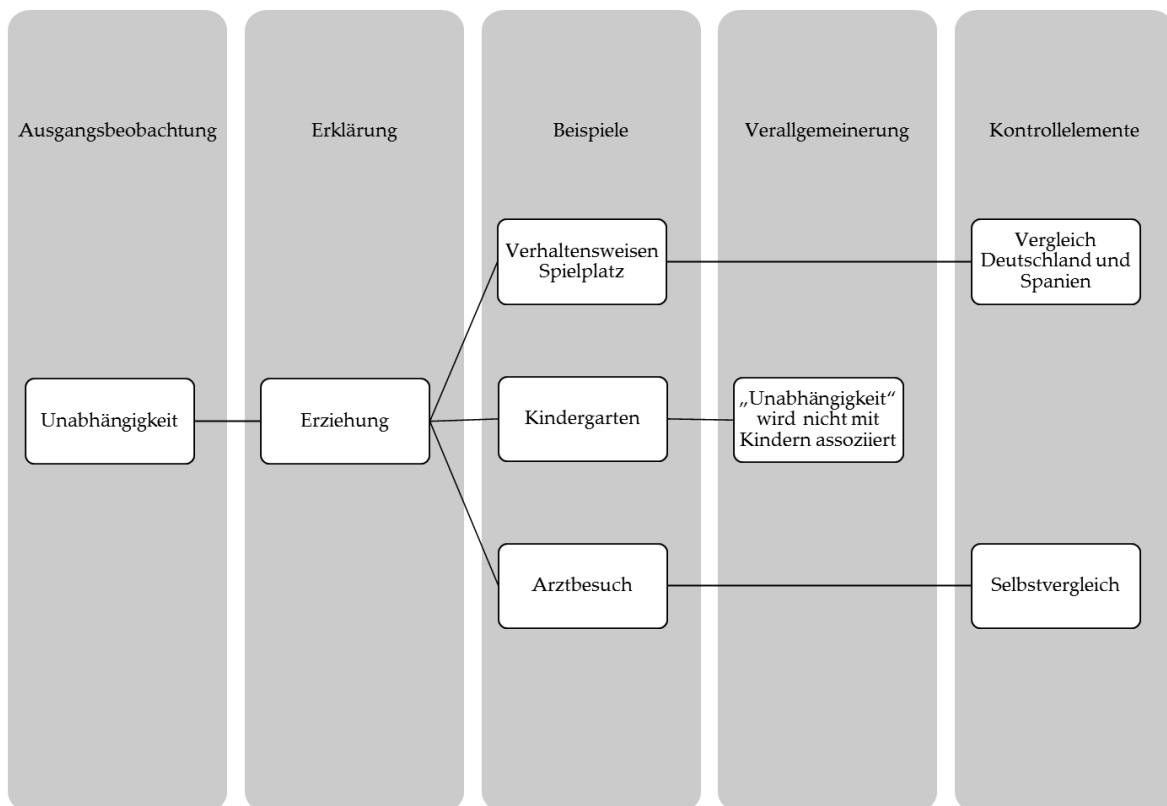 Ausgangsbeobachtung
Erklärung
Beispiele
Verallgemeinerung
Kontrollelemente
Verhaltensweisen
Spielplatz
Vergleich
Deutschland und
Spanien
Unabhängigkeit
Erziehung
Kindergarten
„Unabhängigkeit“
wird nicht mit
Kindern assoziiert
Arztbesuch
Selbstvergleich